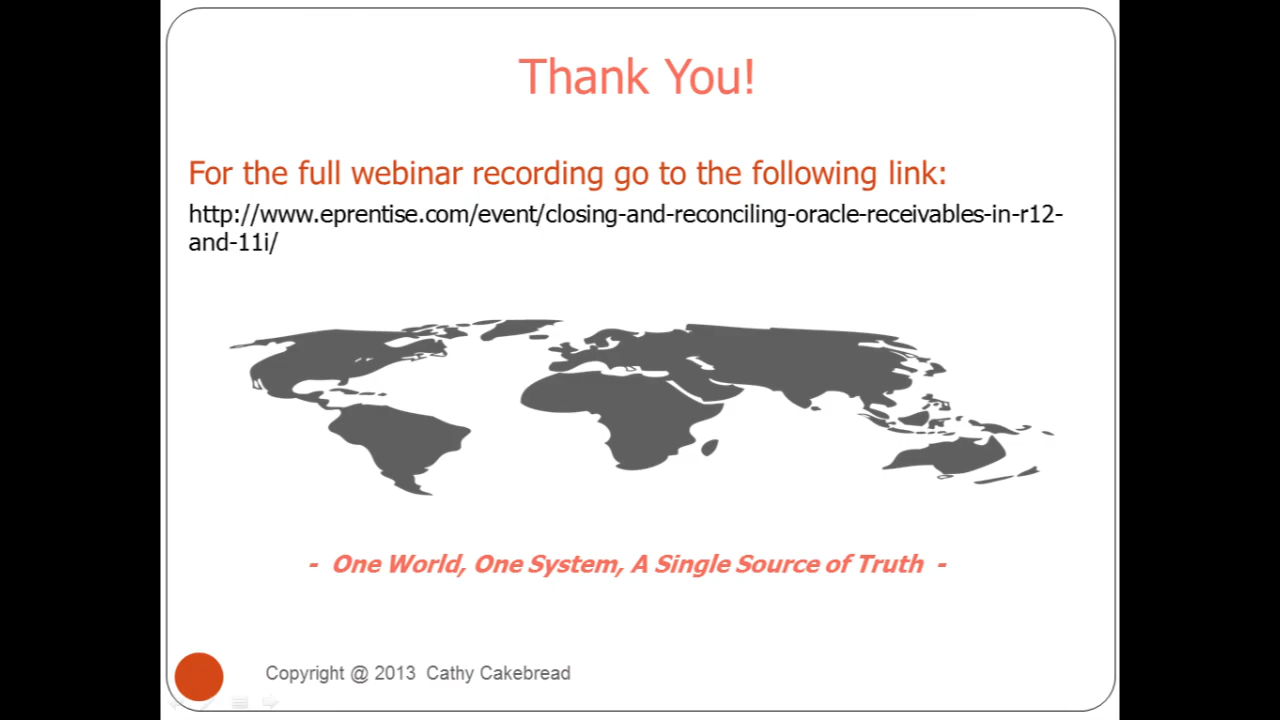 Thank You!
For the full webinar recording go to the following link:
http://www.eprentise.com/event/closing-and-reconciling-oracle-receivables-in-r12-
and-11i/
- One World, One System, A Single Source of Truth -
Copyright @ 2013 Cathy Cakebread